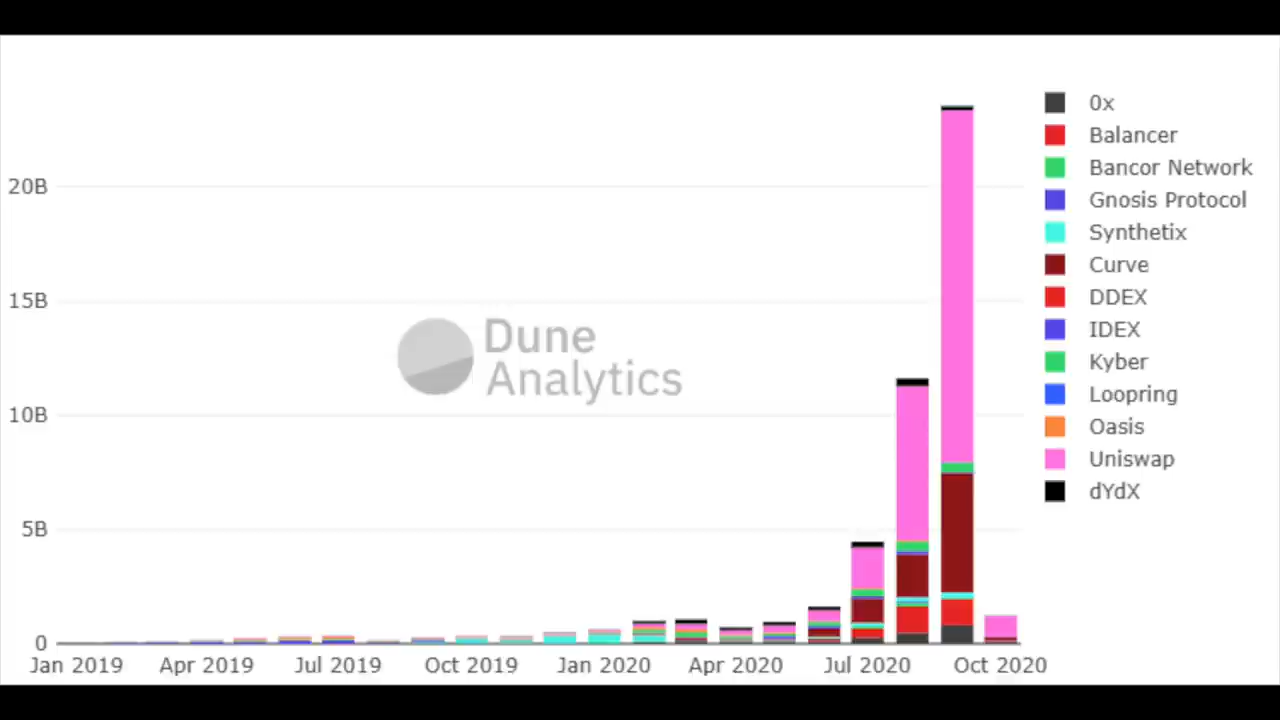 20B
15B
10B
5B
0
Jan 2019
Apr 2019
Jul 2019
Oct 2019
Jan 2020
Apr 2020
Jul 2020
Oct 2020
Dune
Analytics
0x
Balancer
Bancor Network
Gnosis Protocol
Synthetix
Curve
DDEX
IDEX
Kyber
Loopring
Oasis
Uniswap
dYdX